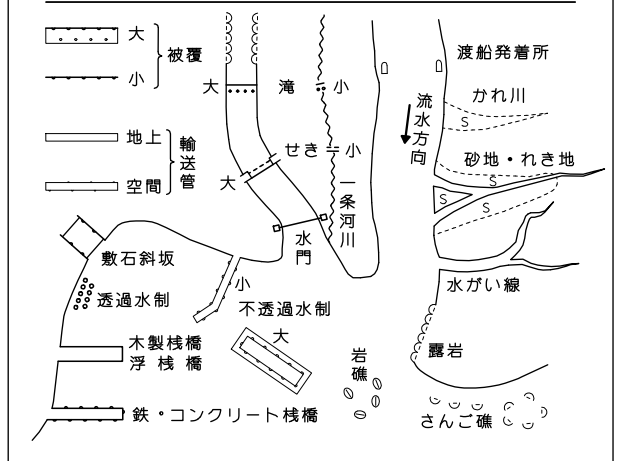 大
小
被覆
地上
空間
輸送管
大 滝 小
せき 小
大
一条河川
水門
流水方向
渡船発着所
かれ川
S
砂地・れき地
S
S
S
水がい線
敷石斜坂
透過水制
小
不透過水制
大
木製桟橋
浮桟橋
鉄・コンクリート桟橋
岩礁
露岩
さんご礁